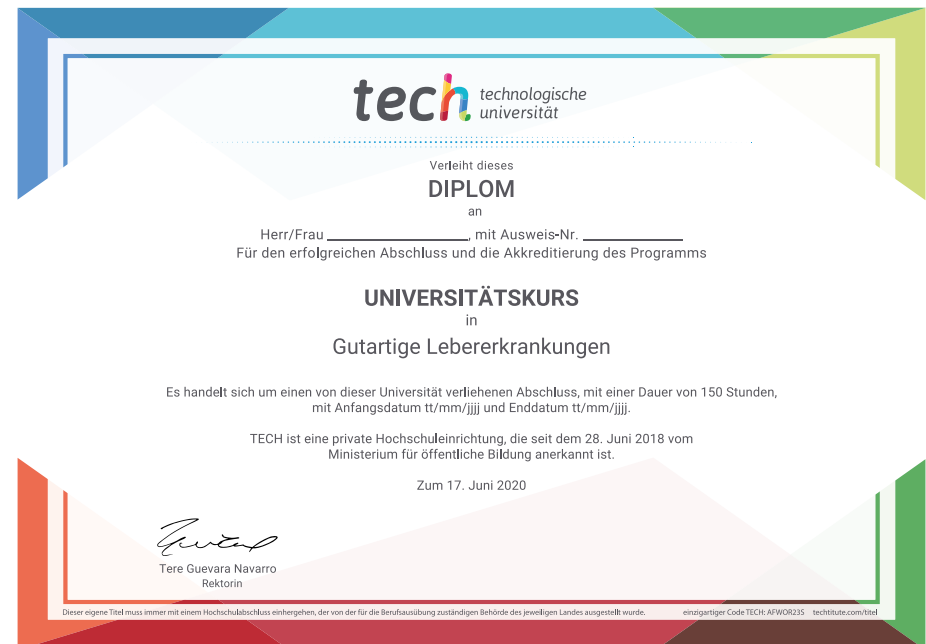 tech technologische
universität
Verleiht dieses
DIPLOM
an
Herr/Frau ____________________, mit Ausweis-Nr. ______________
Für den erfolgreichen Abschluss und die Akkreditierung des Programms
UNIVERSITÄTSKURS
in
Gutartige Lebererkrankungen
Es handelt sich um einen von dieser Universität verliehenen Abschluss, mit einer Dauer von 150 Stunden,
mit Anfangsdatum tt/mm/jjjj und Enddatum tt/mm/jjjj.
TECH ist eine private Hochschuleinrichtung, die seit dem 28. Juni 2018 vom
Ministerium für öffentliche Bildung anerkannt ist.
Zum 17. Juni 2020
Tere Guevara Navarro
Rektorin
Dieser eigene Titel muss immer mit einem Hochschulabschluss einhergehen, der von der für die Berufsausübung zuständigen Behörde des jeweiligen Landes ausgestellt wurde. einzigartiger Code TECH: AFWOR23S techtitute.com/titel